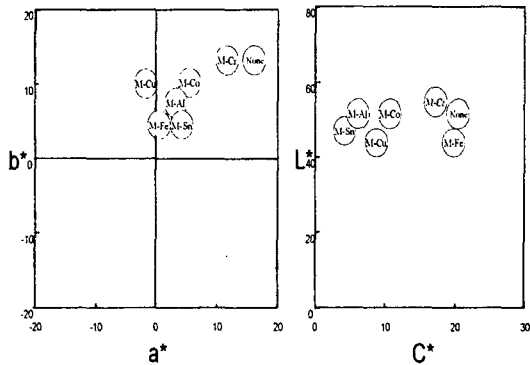 20
10
0
-10
-20
b*
-20 -10 0 10 20
a*
M-Cu
M-Co
M-Cr
None
M-Al
M-Fe
M-Sn
80
60
40
20
0
L*
0 10 20 30
C*
M-Al
M-Co
M-Cr
None
M-Sn
M-Cu
M-Fe